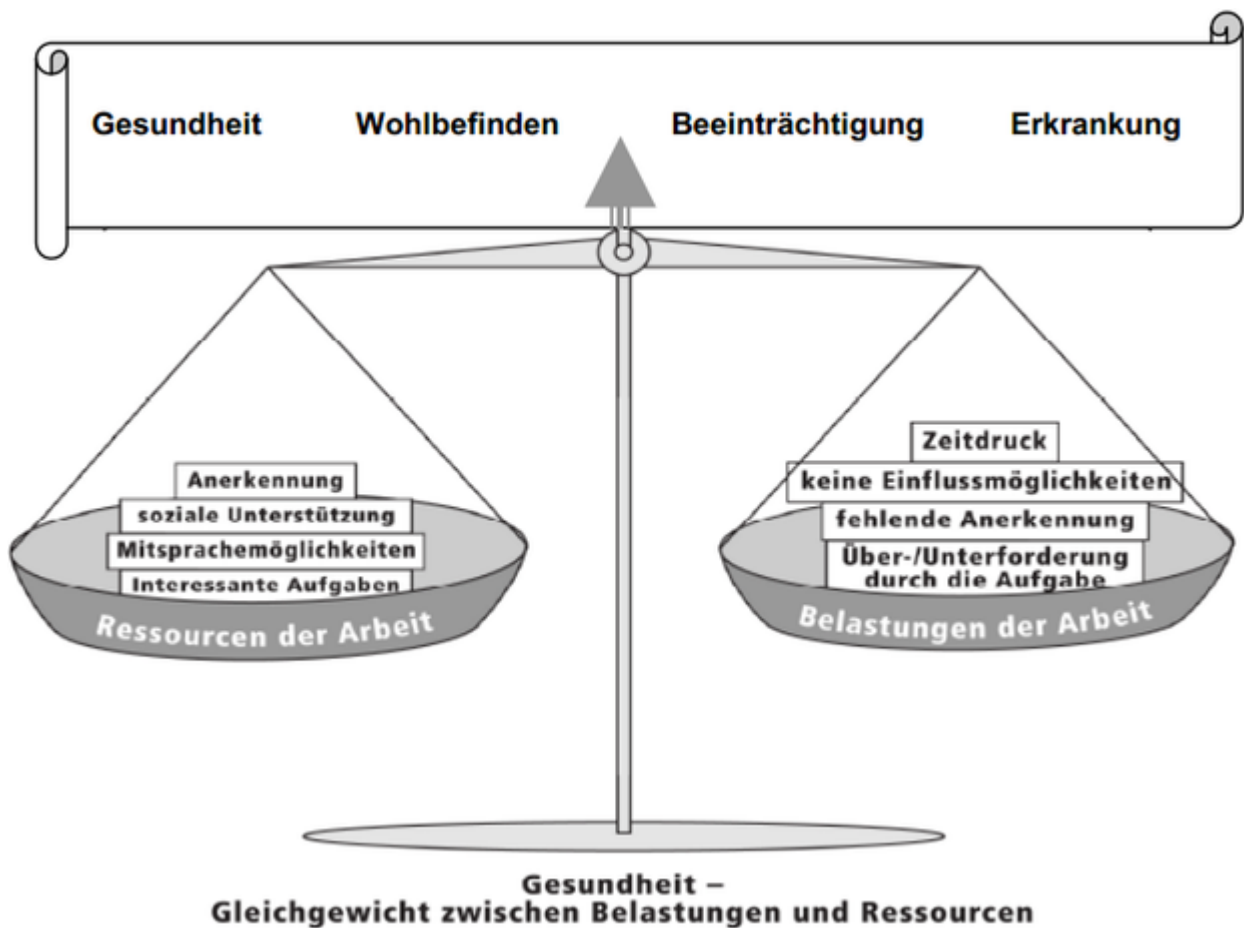 Gesundheit Wohlbefinden Beeinträchtigung Erkrankung
Anerkennung
soziale Unterstützung
Mitsprachemöglichkeiten
Interessante Aufgaben
Ressourcen der Arbeit
Zeitdruck
keine Einflussmöglichkeiten
fehlende Anerkennung
Über-/Unterforderung
durch die Aufgabe
Belastungen der Arbeit
Gesundheit –
Gleichgewicht zwischen Belastungen und Ressourcen